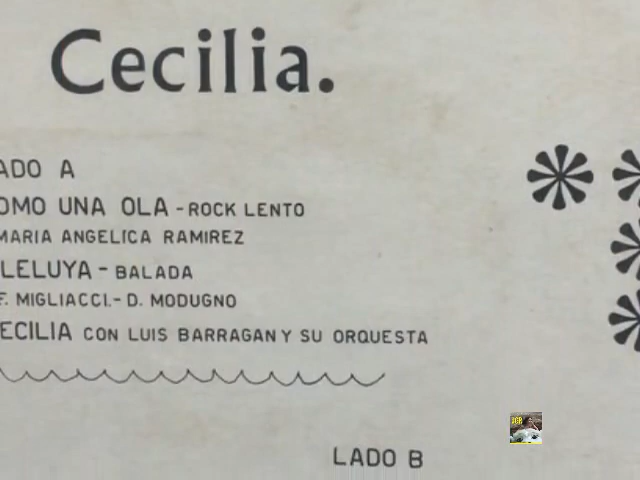 Cecilia.
ADO A
OMO UNA OLA - ROCK LENTO
MARIA ANGELICA RAMIREZ
LELUYA - BALADA
F. MIGLIACCI. - D. MODUGNO
ECILIA CON LUIS BARRAGAN Y SU ORQUESTA
JGR
LADO B